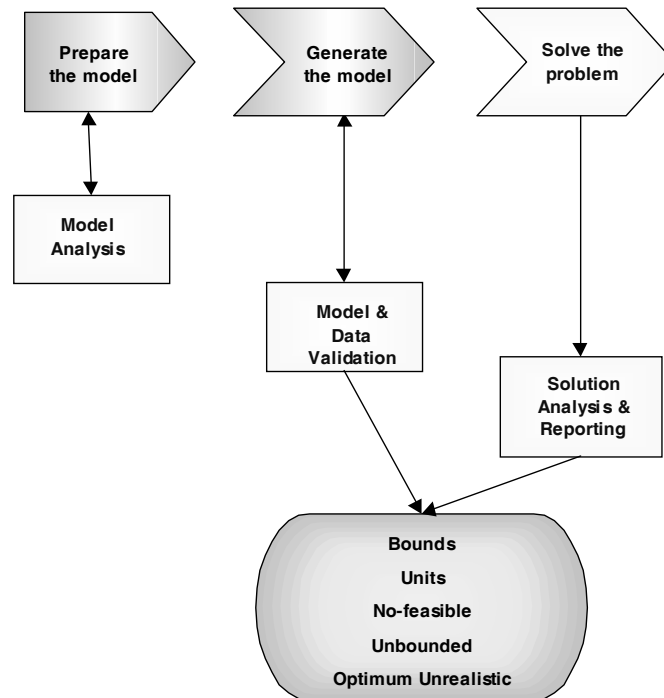 Prepare
the model
Generate
the model
Solve the
problem
Model
Analysis
Model &
Data
Validation
Solution
Analysis &
Reporting
Bounds
Units
No-feasible
Unbounded
Optimum Unrealistic